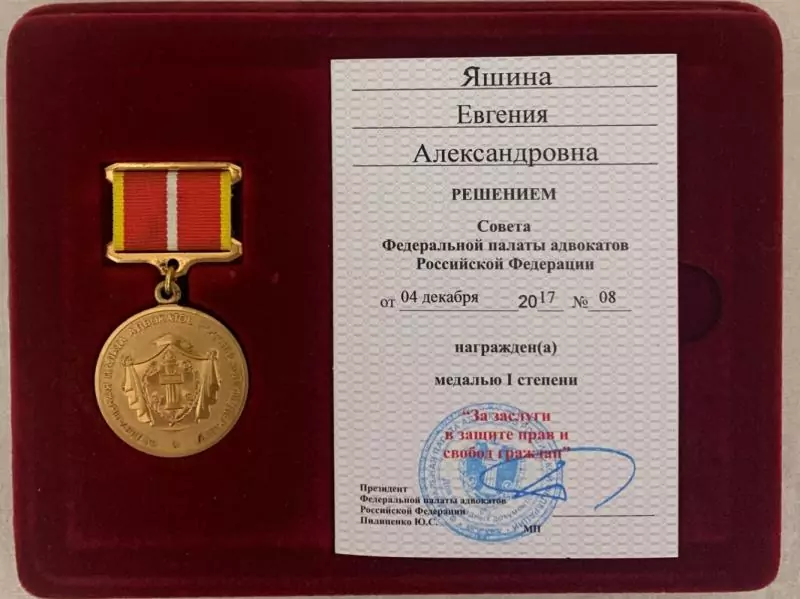 Яшина
Евгения
Александровна
РЕШЕНИЕМ
Совета
Федеральной палаты адвокатов
Российской Федерации
от 04 декабря 2017 № 08
награжден(а)
медалью I степени
"За заслуги
в защите прав и
свобод граждан"
Президент
Федеральной палаты адвокатов
Российской Федерации
Пилипенко Ю.С.
МП